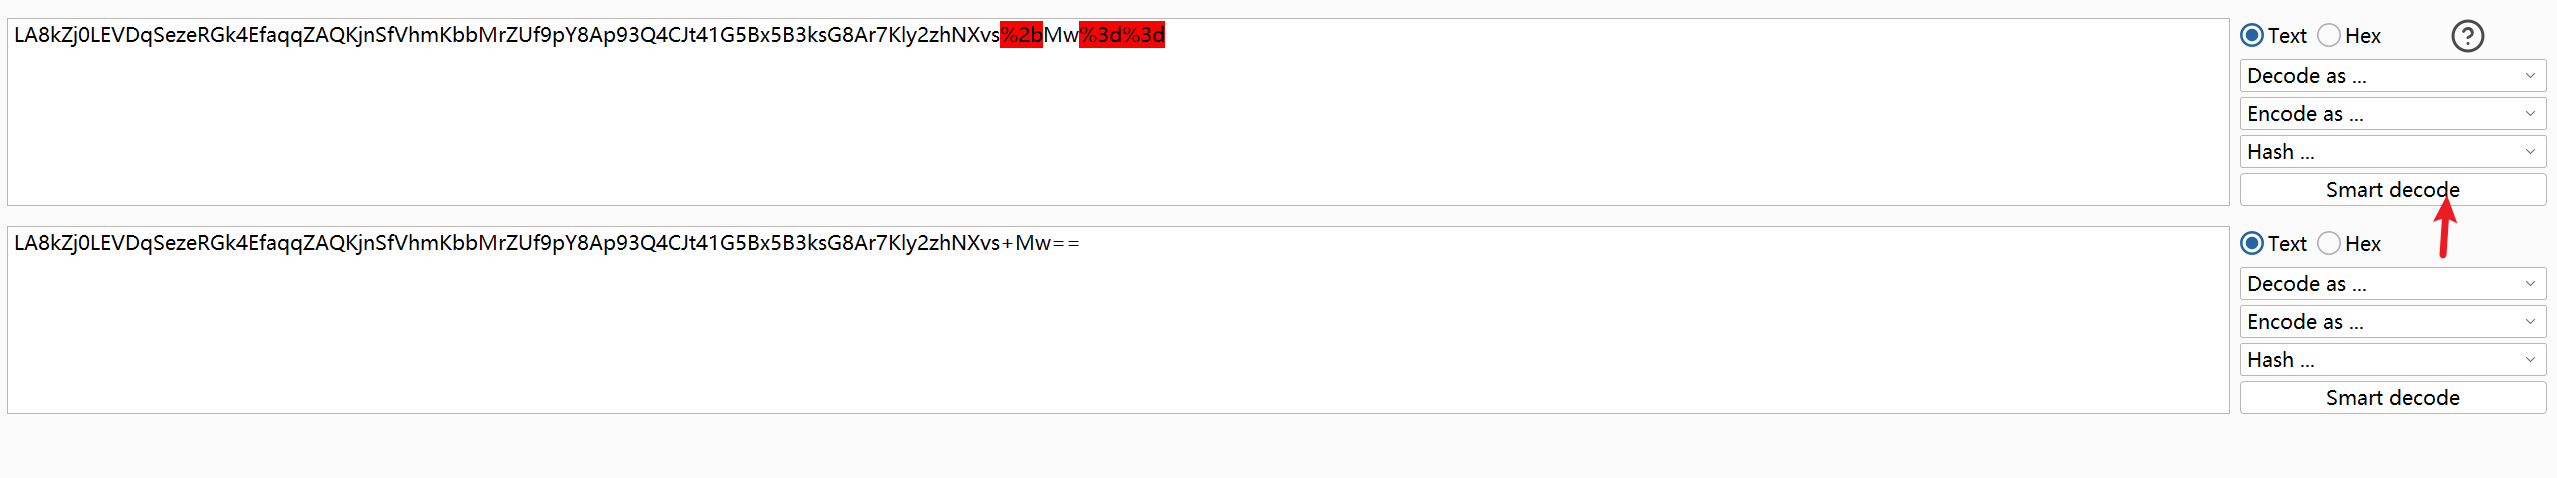 LA8kZj0LEVDqSezeRGk4EfaqqZAQKjnSfVhmKbbMrZUf9pY8Ap93Q4CJt41G5Bx5B3ksG8Ar7Kly2zhNXvs%2bMw%3d%3d
Text Hex ?
Decode as ...
Encode as ...
Hash ...
Smart decode
LA8kZj0LEVDqSezeRGk4EfaqqZAQKjnSfVhmKbbMrZUf9pY8Ap93Q4CJt41G5Bx5B3ksG8Ar7Kly2zhNXvs+Mw==
Text Hex
Decode as ...
Encode as ...
Hash ...
Smart decode